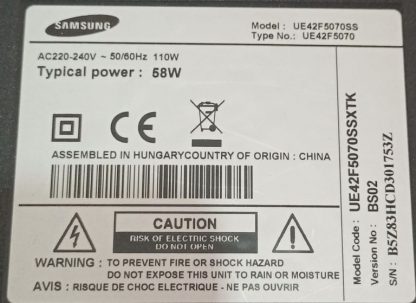 SAMSUNG
Model : UE42F5070SS
Type No.: UE42F5070
AC220-240V ~ 50/60Hz 110W
Typical power : 58W
CE
ASSEMBLED IN HUNGARYCOUNTRY OF ORIGIN : CHINA
CAUTION
RISK OF ELECTRIC SHOCK
DO NOT OPEN
WARNING : TO PREVENT FIRE OR SHOCK HAZARD
DO NOT EXPOSE THIS UNIT TO RAIN OR MOISTURE
AVIS : RISQUE DE CHOC ELECTRIQUE - NE PAS OUVRIR
Model Code : UE42F5070SSXTK
Version No : BS02
S/N : B5Z83HCD301753Z